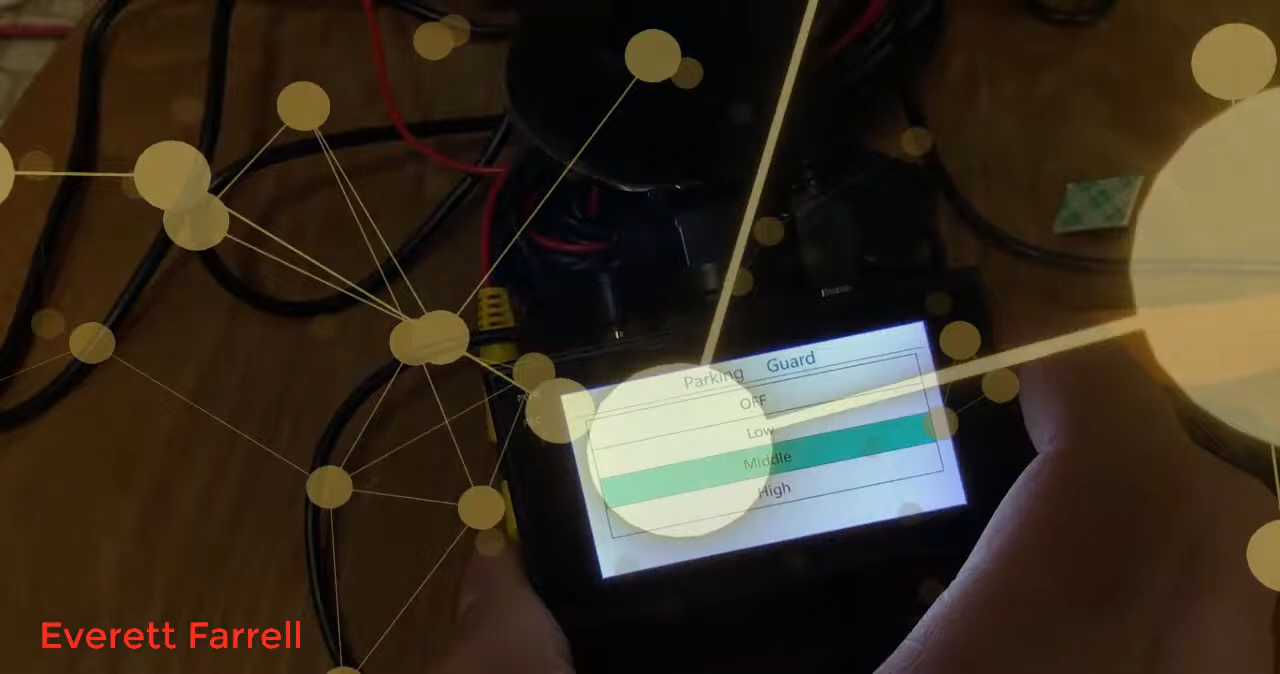 Parking Guard
OFF
Low
Middle
High
Everett Farrell